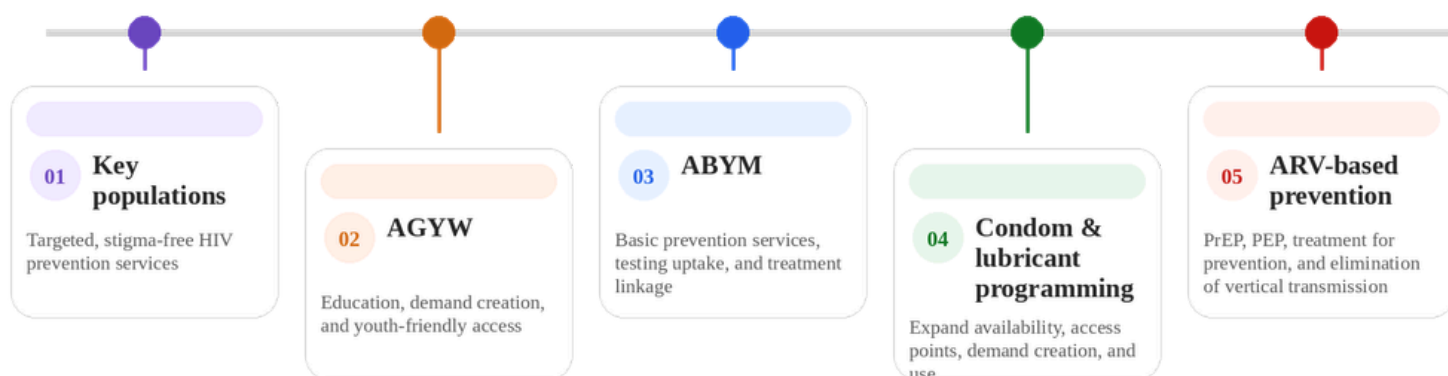 01
Key
populations
Targeted, stigma-free HIV
prevention services
02
AGYW
Education, demand creation,
and youth-friendly access
03
ABYM
Basic prevention services,
testing uptake, and treatment
linkage
04
Condom &
lubricant
programming
Expand availability, access
points, demand creation, and
use
05
ARV-based
prevention
PrEP, PEP, treatment for
prevention, and elimination
of vertical transmission